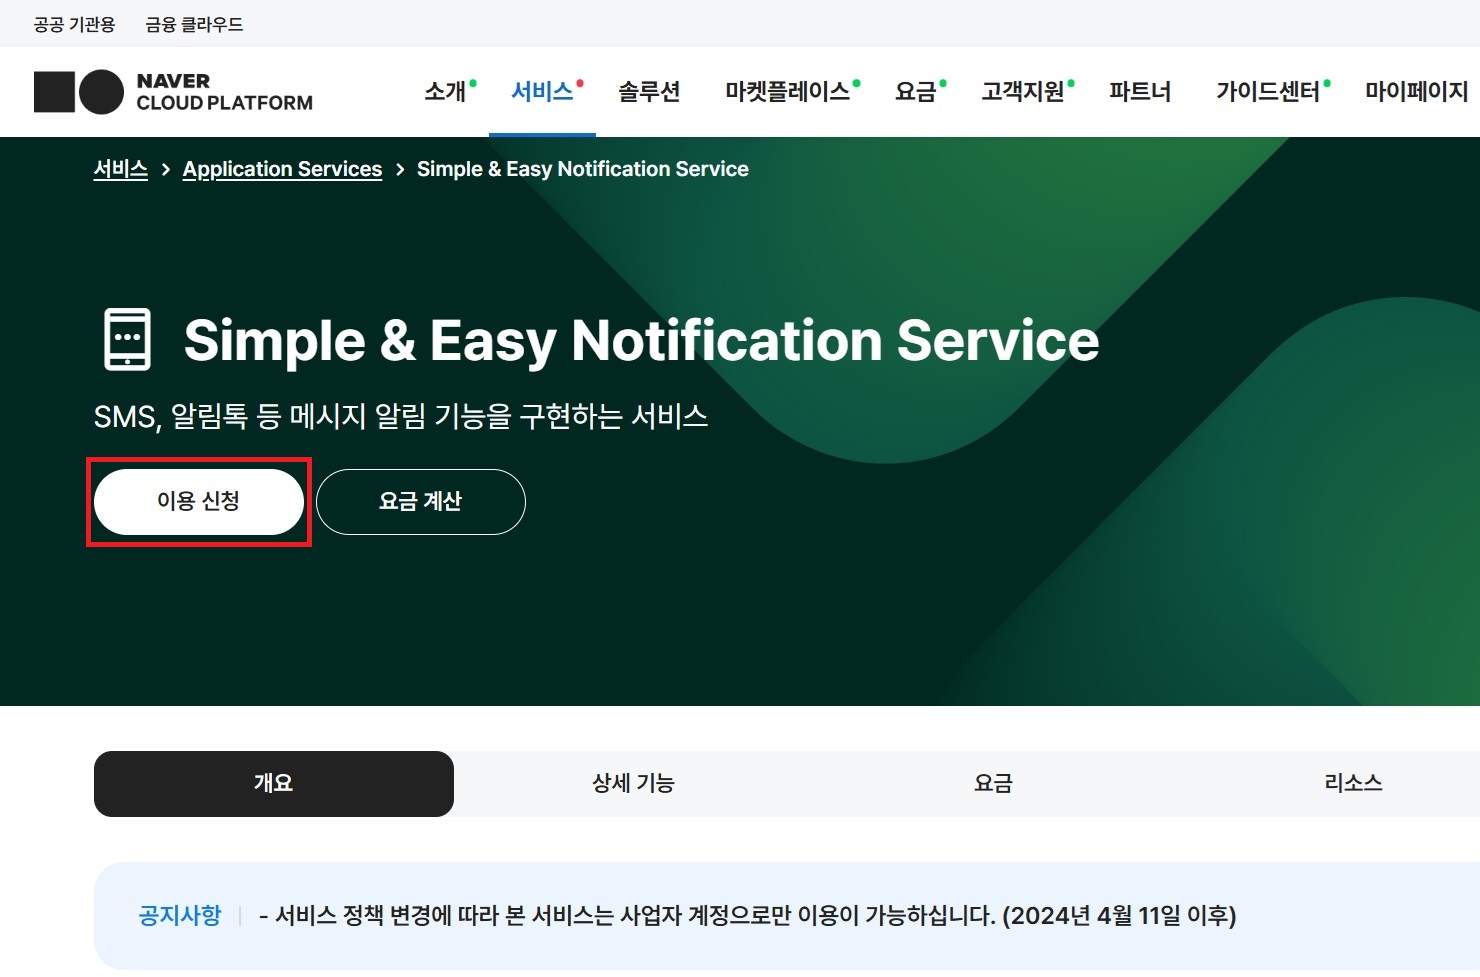 공공 기관용 금융 클라우드
NAVER
CLOUD PLATFORM
소개 서비스 솔루션 마켓플레이스 요금 고객지원 파트너 가이드센터 마이페이지
서비스 > Application Services > Simple & Easy Notification Service
Simple & Easy Notification Service
SMS, 알림톡 등 메시지 알림 기능을 구현하는 서비스
이용 신청 요금 계산
개요 상세 기능 요금 리소스
공지사항 | - 서비스 정책 변경에 따라 본 서비스는 사업자 계정으로만 이용이 가능하십니다. (2024년 4월 11일 이후)